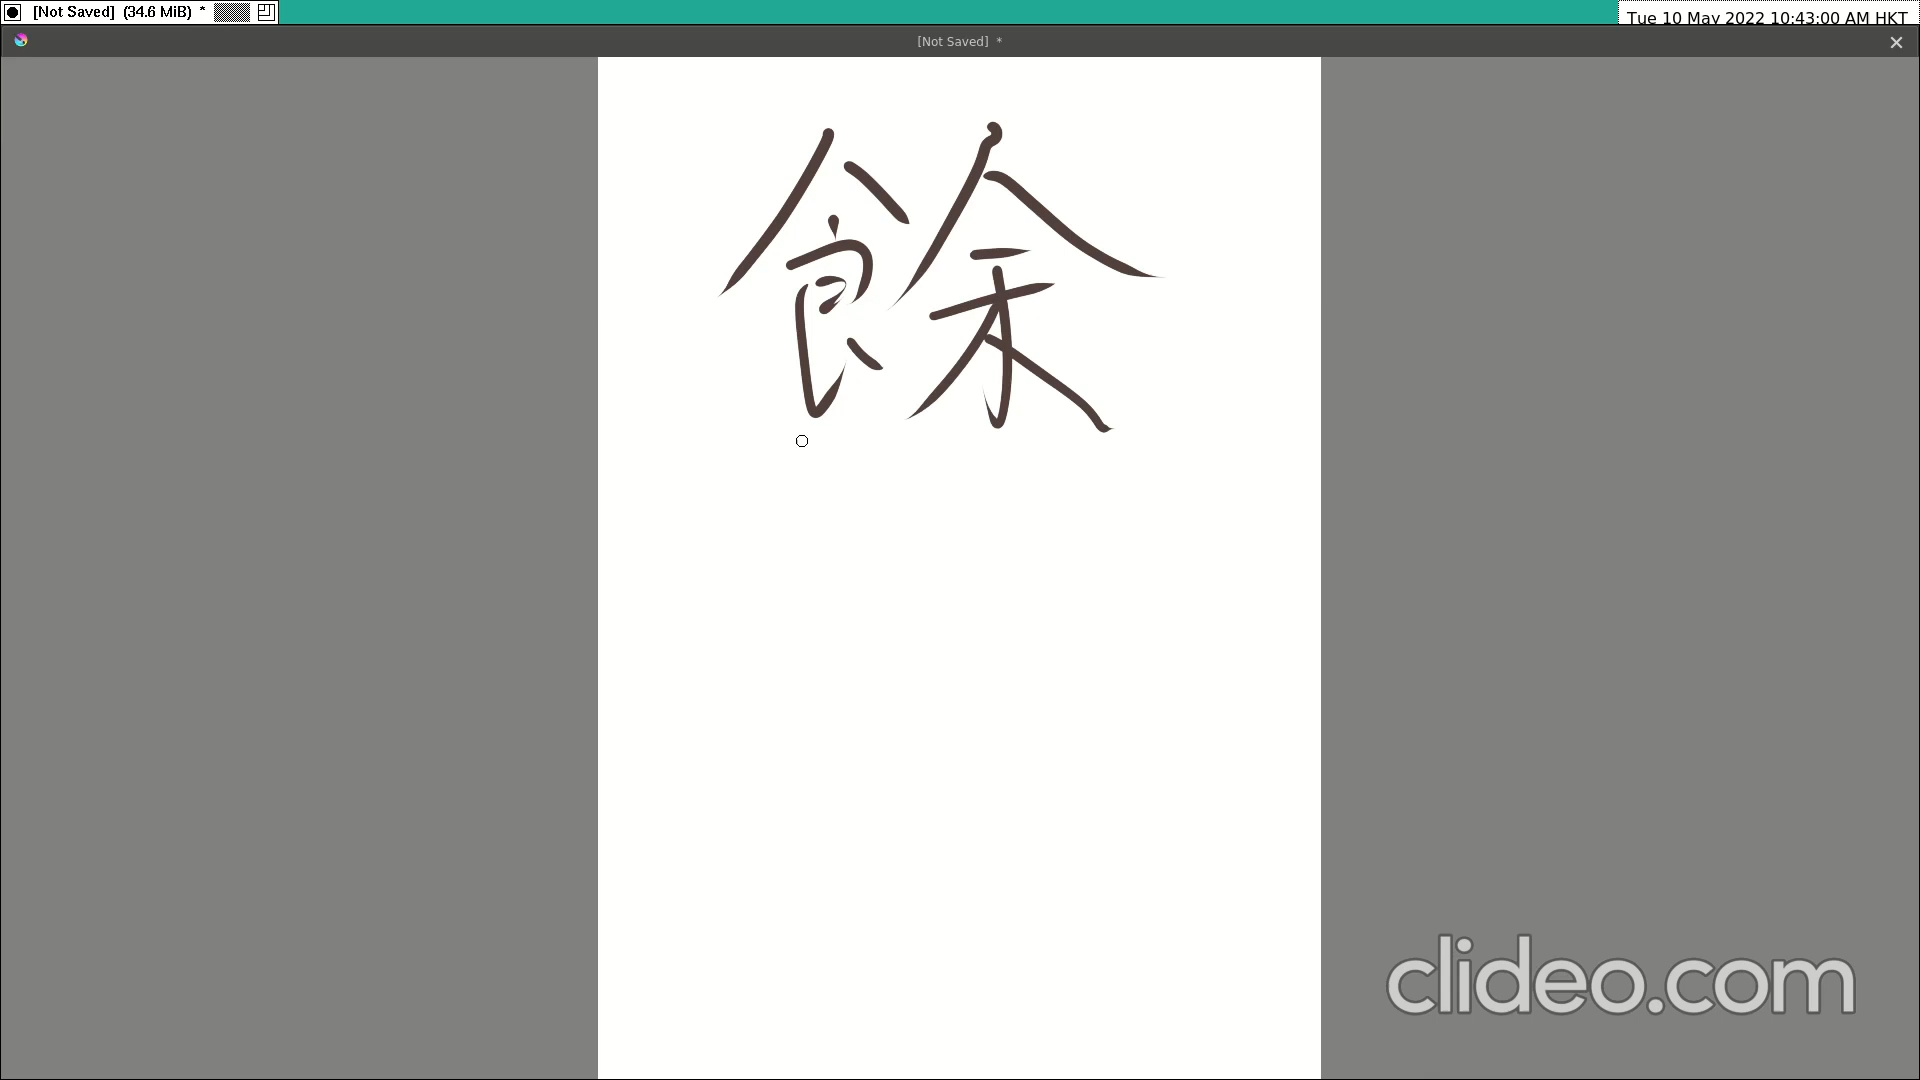 [Not Saved] (34.6 MiB) *
Tue 10 May 2022 10:43:00 AM HKT
[Not Saved] *
餘
clideo.com